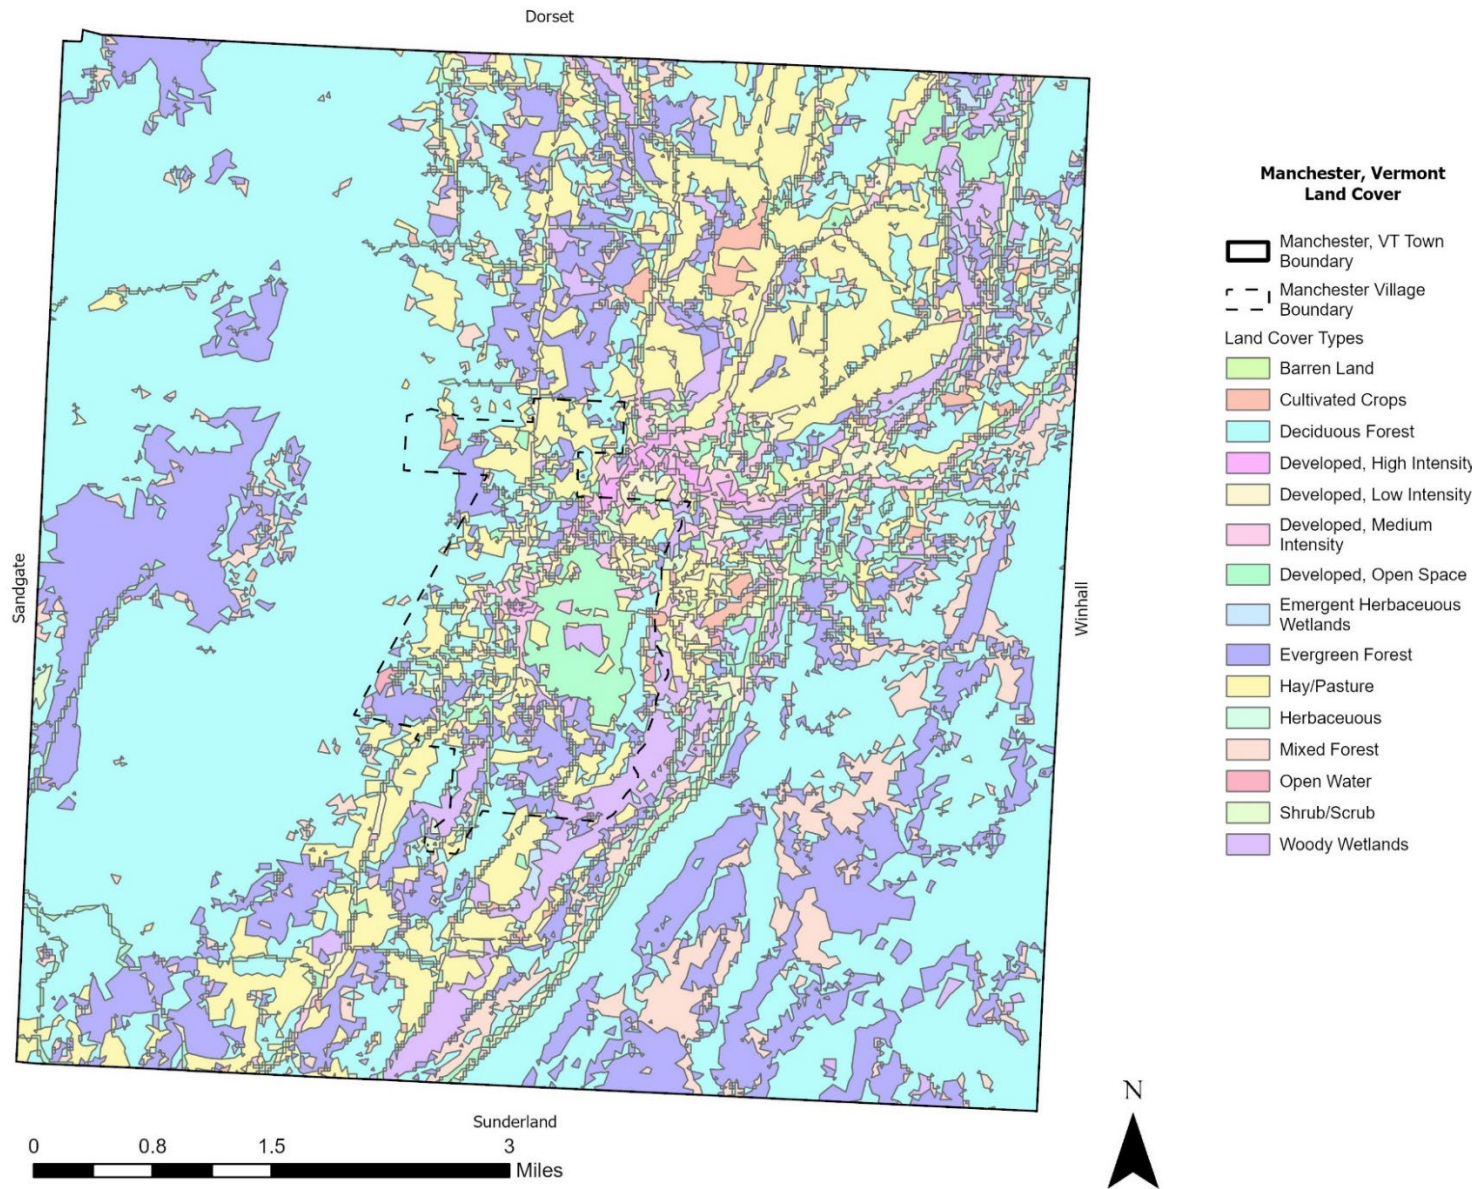 Dorset
Manchester, Vermont
Land Cover
Manchester, VT Town
Boundary
Manchester Village
Boundary
Land Cover Types
Barren Land
Cultivated Crops
Deciduous Forest
Developed, High Intensity
Developed, Low Intensity
Developed, Medium
Intensity
Developed, Open Space
Emergent Herbaceuous
Wetlands
Evergreen Forest
Hay/Pasture
Herbaceuous
Mixed Forest
Open Water
Shrub/Scrub
Woody Wetlands
Sandgate
Winhall
Sunderland
N
0 0.8 1.5 3
Miles